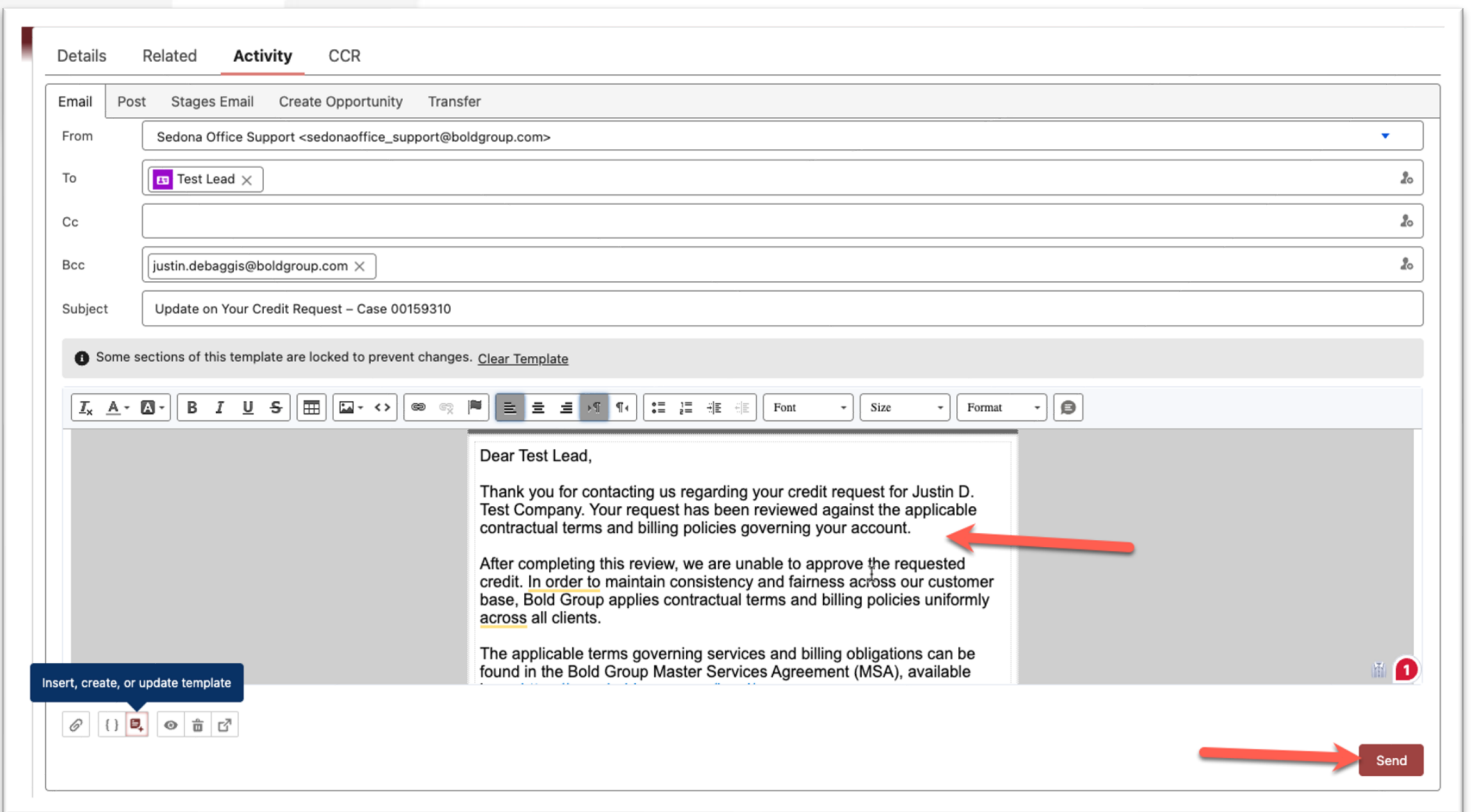 Details Related Activity CCR
Email Post Stages Email Create Opportunity Transfer
From Sedona Office Support <sedonaoffice_support@boldgroup.com>
To Test Lead
Cc
Bcc justin.debaggis@boldgroup.com
Subject Update on Your Credit Request – Case 00159310
Some sections of this template are locked to prevent changes. Clear Template
Font Size Format
Dear Test Lead,
Thank you for contacting us regarding your credit request for Justin D.
Test Company. Your request has been reviewed against the applicable
contractual terms and billing policies governing your account.
After completing this review, we are unable to approve the requested
credit. In order to maintain consistency and fairness across our customer
base, Bold Group applies contractual terms and billing policies uniformly
across all clients.
The applicable terms governing services and billing obligations can be
found in the Bold Group Master Services Agreement (MSA), available
1
Insert, create, or update template
Send